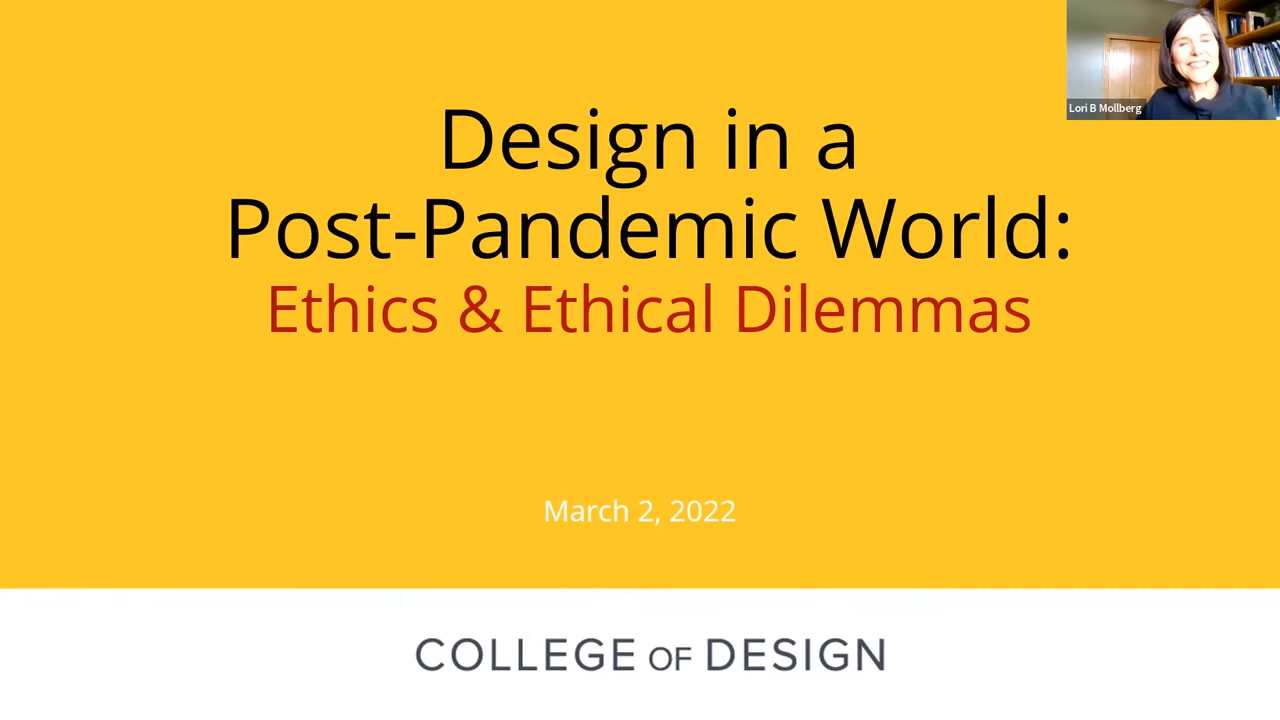 Design in a
Post-Pandemic World:
Ethics & Ethical Dilemmas
March 2, 2022
COLLEGE OF DESIGN
Lori B Mollberg